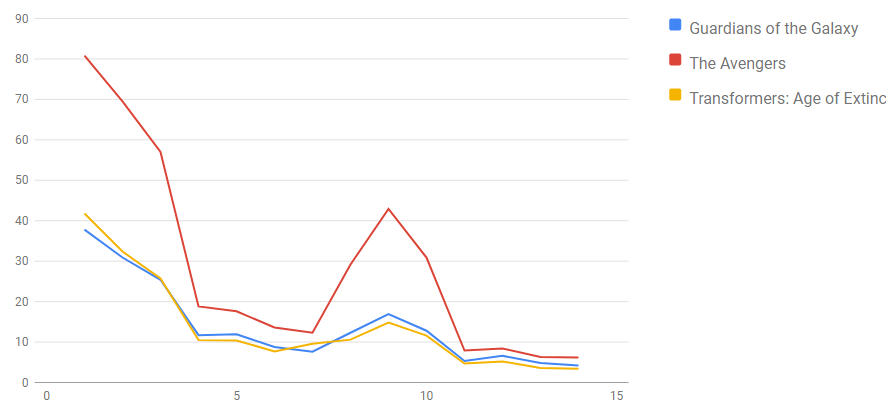 90
80
70
60
50
40
30
20
10
0
0 5 10 15
Guardians of the Galaxy
The Avengers
Transformers: Age of Extinc